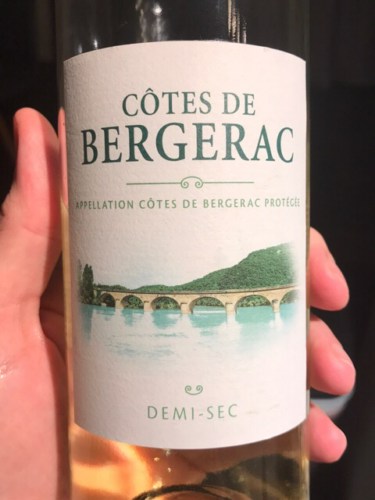 CÔTES DE
BERGERAC
APPELLATION CÔTES DE BERGERAC PROTÉGÉE
DEMI-SEC